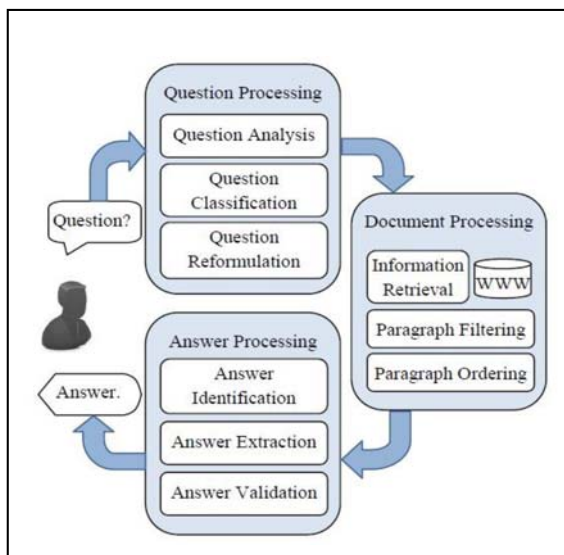 Question Processing
Question Analysis
Question
Classification
Question
Reformulation
Question?
Document Processing
Information
Retrieval
WWW
Paragraph Filtering
Paragraph Ordering
Answer Processing
Answer
Identification
Answer Extraction
Answer Validation
Answer.